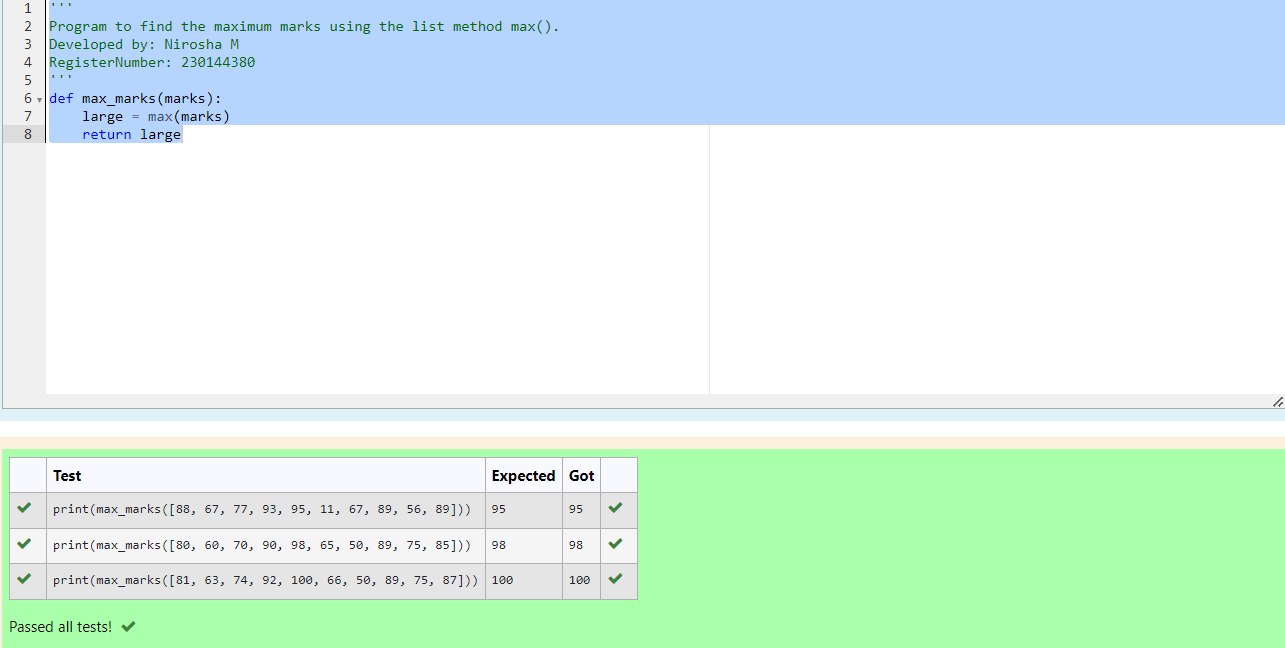 1 '''
2 Program to find the maximum marks using the list method max().
3 Developed by: Nirosha M
4 RegisterNumber: 230144380
5 '''
6 def max_marks(marks):
7     large = max(marks)
8     return large
Test Expected Got
print(max_marks([88, 67, 77, 93, 95, 11, 67, 89, 56, 89])) 95 95
print(max_marks([80, 60, 70, 90, 98, 65, 50, 89, 75, 85])) 98 98
print(max_marks([81, 63, 74, 92, 100, 66, 50, 89, 75, 87])) 100 100
Passed all tests!